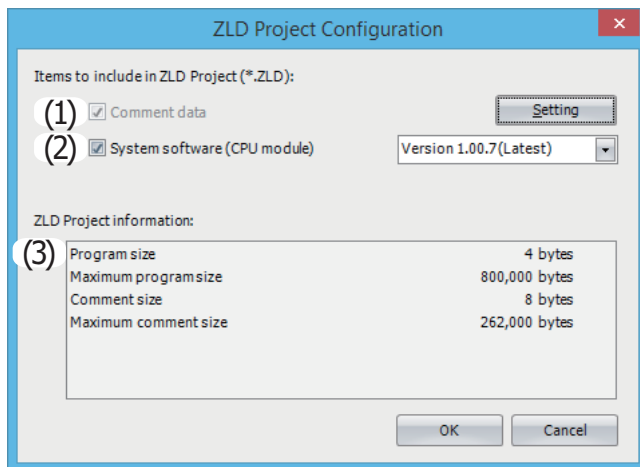 ZLD Project Configuration
Items to include in ZLD Project (*.ZLD):
(1) Comment data Setting
(2) System software (CPU module) Version 1.00.7(Latest)
ZLD Project information:
(3) Program size 4 bytes
Maximum program size 800,000 bytes
Comment size 8 bytes
Maximum comment size 262,000 bytes
OK Cancel